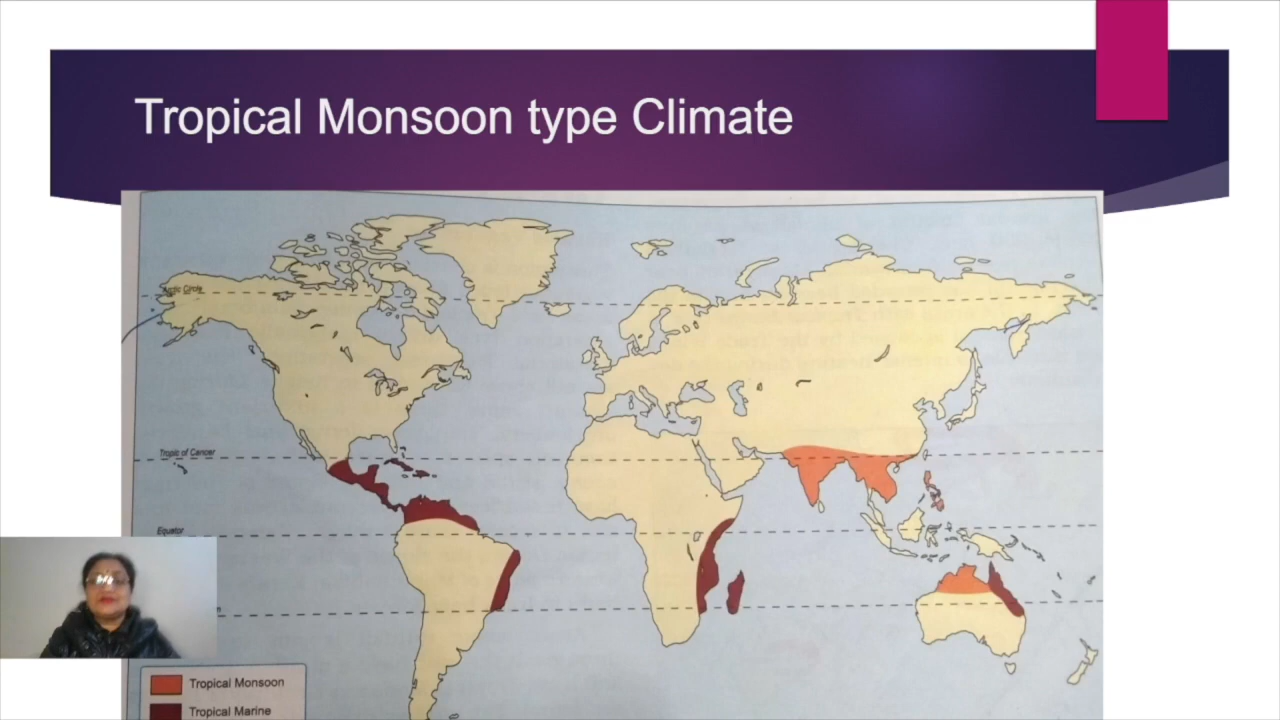 Tropical Monsoon type Climate
Arctic Circle
Tropic of Cancer
Equator
Tropical Monsoon
Tropical Marine